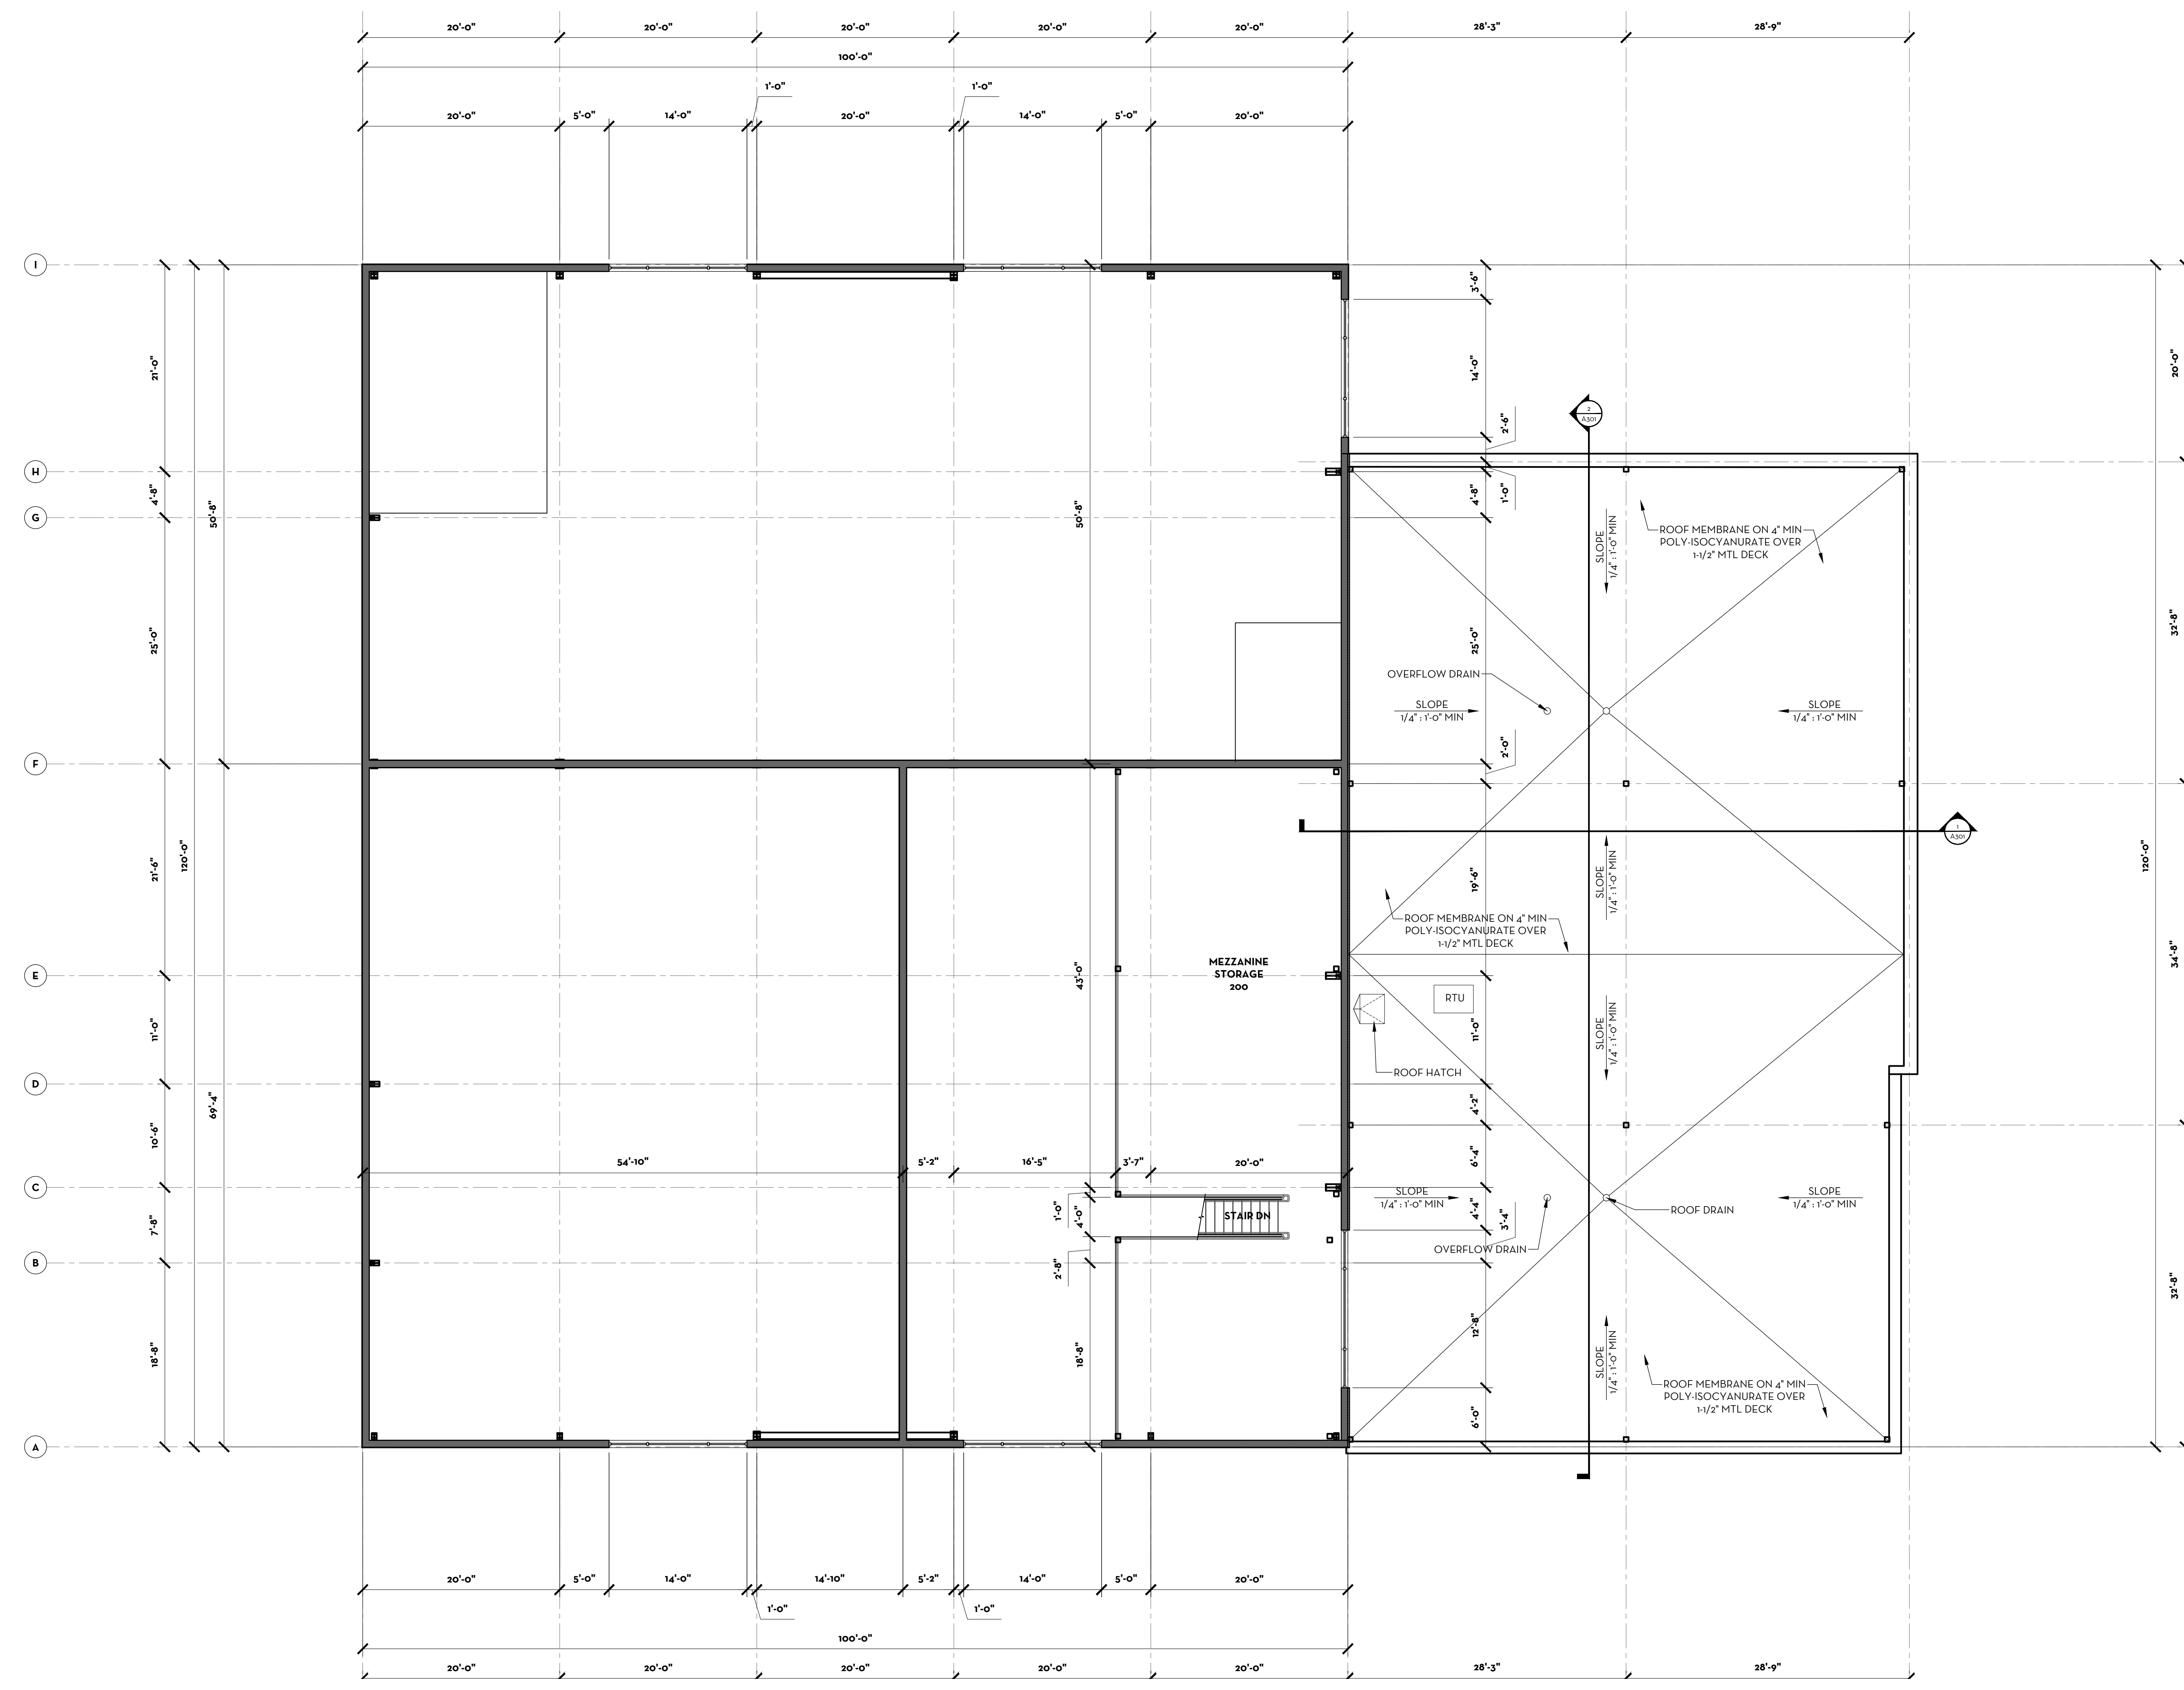 20'-0" 20'-0" 20'-0" 20'-0" 20'-0" 28'-3" 28'-9"
100'-0"
1'-0" 1'-0"
20'-0" 5'-0" 14'-0" 20'-0" 14'-0" 5'-0" 20'-0"
I
H
G
F
E
D
C
B
A
21'-0"
4'-8"
25'-0"
21'-6"
11'-0"
10'-6"
7'-8"
18'-8"
120'-0"
50'-8"
69'-4"
50'-8"
43'-0"
1'-0"
4'-0"
2'-8"
18'-8"
54'-10" 5'-2" 16'-5" 3'-7" 20'-0"
MEZZANINE
STORAGE
200
STAIR DN
3'-6"
14'-0"
2'-6"
1'-0"
4'-8"
25'-0"
2'-0"
19'-6"
11'-0"
4'-2"
6'-4"
4'-4"
3'-4"
12'-8"
6'-0"
2
A301
ROOF MEMBRANE ON 4" MIN
POLY-ISOCYANURATE OVER
1-1/2" MTL DECK
SLOPE
1/4" : 1'-0" MIN
OVERFLOW DRAIN
SLOPE
1/4" : 1'-0" MIN
SLOPE
1/4" : 1'-0" MIN
1
A301
SLOPE
1/4" : 1'-0" MIN
ROOF MEMBRANE ON 4" MIN
POLY-ISOCYANURATE OVER
1-1/2" MTL DECK
RTU
SLOPE
1/4" : 1'-0" MIN
ROOF HATCH
SLOPE
1/4" : 1'-0" MIN
SLOPE
1/4" : 1'-0" MIN
ROOF DRAIN
OVERFLOW DRAIN
SLOPE
1/4" : 1'-0" MIN
ROOF MEMBRANE ON 4" MIN
POLY-ISOCYANURATE OVER
1-1/2" MTL DECK
120'-0"
20'-0"
32'-8"
34'-8"
32'-8"
20'-0" 5'-0" 14'-0" 14'-10" 5'-2" 14'-0" 5'-0" 20'-0"
1'-0" 1'-0"
100'-0"
20'-0" 20'-0" 20'-0" 20'-0" 20'-0" 28'-3" 28'-9"